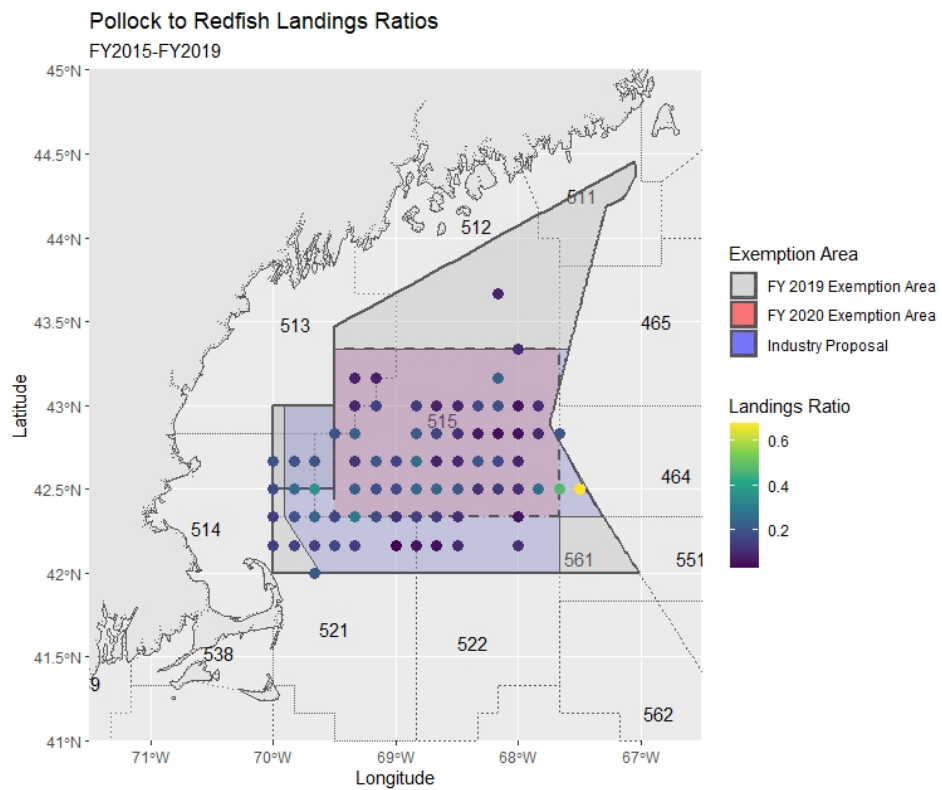 Pollock to Redfish Landings Ratios
FY2015-FY2019
45°N
44.5°N
44°N
43.5°N
43°N
42.5°N
42°N
41.5°N
41°N
Latitude
511
512
513
465
515
464
514
561
551
521
522
538
9
562
71°W
70°W
69°W
68°W
67°W
Longitude
Exemption Area
FY 2019 Exemption Area
FY 2020 Exemption Area
Industry Proposal
Landings Ratio
0.6
0.4
0.2